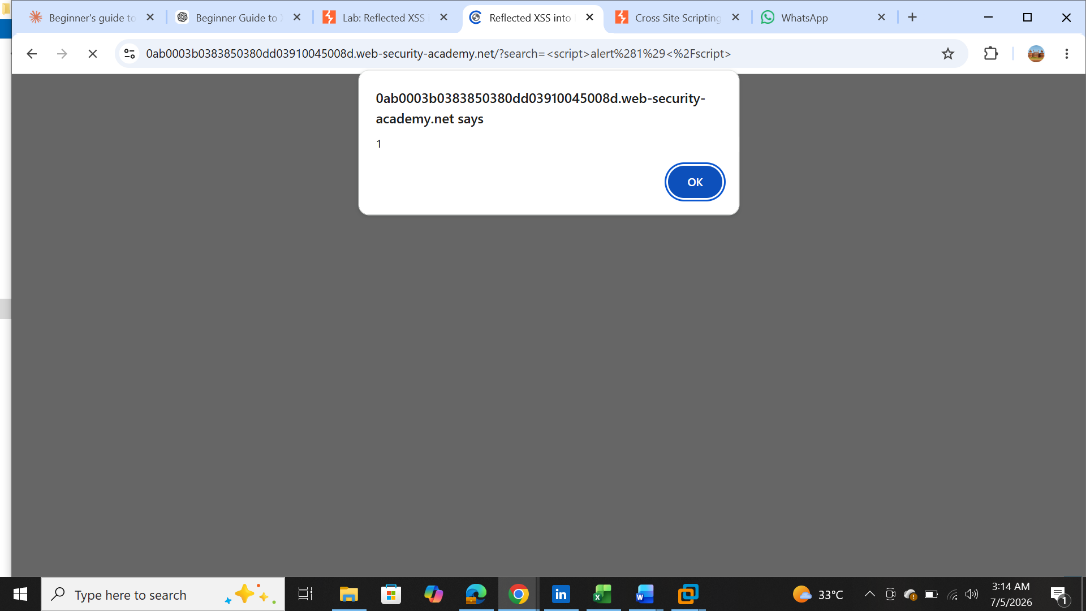 Beginner's guide to
Beginner Guide to
Lab: Reflected XSS
Reflected XSS into
Cross Site Scripting
WhatsApp
0ab0003b0383850380dd03910045008d.web-security-academy.net/?search=<script>alert%281%29<%2Fscript>
0ab0003b0383850380dd03910045008d.web-security-
academy.net says
1
OK
Type here to search
33°C
3:14 AM
7/5/2026
1